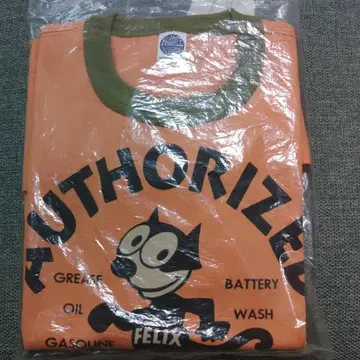 AUTHORIZED
GREASE
BATTERY
OIL
WASH
GASOLINE
FELIX